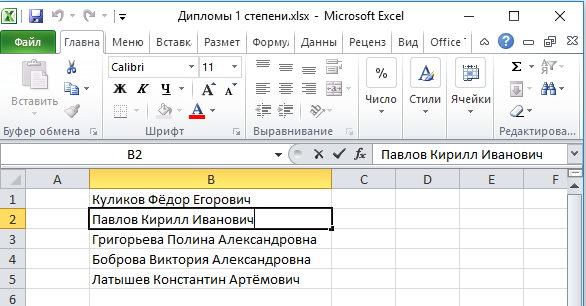 Дипломы 1 степени.xlsx - Microsoft Excel
Файл Главна Меню Вставка Размет Формул Данны Реценз Вид Office
Вставить
Calibri 11
Ж К Ч А А
А
% Число
Стили
Ячейки
Σ
Буфер обмена Шрифт Выравнивание Редактирова...
B2 fx Павлов Кирилл Иванович
A B C D E F
1 Куликов Фёдор Егорович
2 Павлов Кирилл Иванович
3 Григорьева Полина Александровна
4 Боброва Виктория Александровна
5 Латышев Константин Артёмович
6